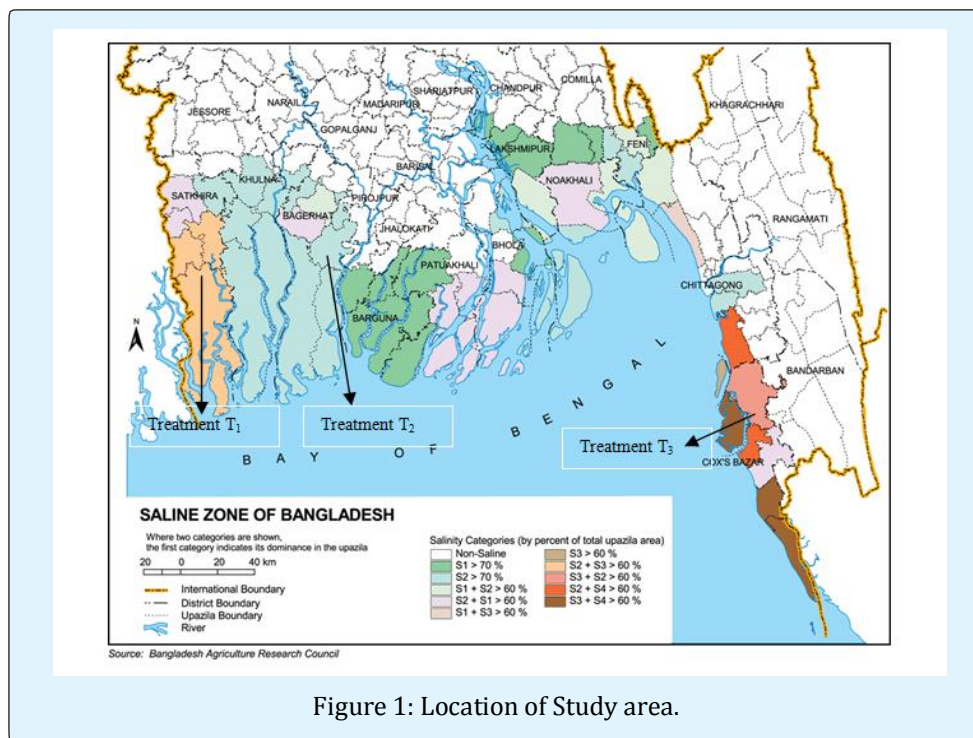 SHARIATPUR
CHANDPUR
COMILLA
NARAIL
MADARIPUR
KHAGRACHHARI
JESSORE
GOPALGANJ
LAKSHMIPUR
FENI
BARISAL
KHULNA
NOAKHALI
SATKHIRA
PIROJPUR
BAGERHAT
RANGAMATI
JHALOKATI
BHOLA
PATUAKHALI
CHITTAGONG
BARGUNA
N
BANDARBAN
Treatment T₁
Treatment T₂
Treatment T₃
COX'S BAZAR
BAY OF BENGAL
SALINE ZONE OF BANGLADESH
Where two categories are shown,
the first category indicates its dominance in the upazila
20 0 20 40 km
International Boundary
District Boundary
Upazila Boundary
River
Salinity Categories (by percent of total upazila area)
Non-Saline
S1 > 70 %
S2 > 70 %
S1 + S2 > 60 %
S2 + S1 > 60 %
S1 + S3 > 60 %
S3 > 60 %
S2 + S3 > 60 %
S3 + S2 > 60 %
S2 + S4 > 60 %
S3 + S4 > 60 %
Source: Bangladesh Agriculture Research Council
Figure 1: Location of Study area.